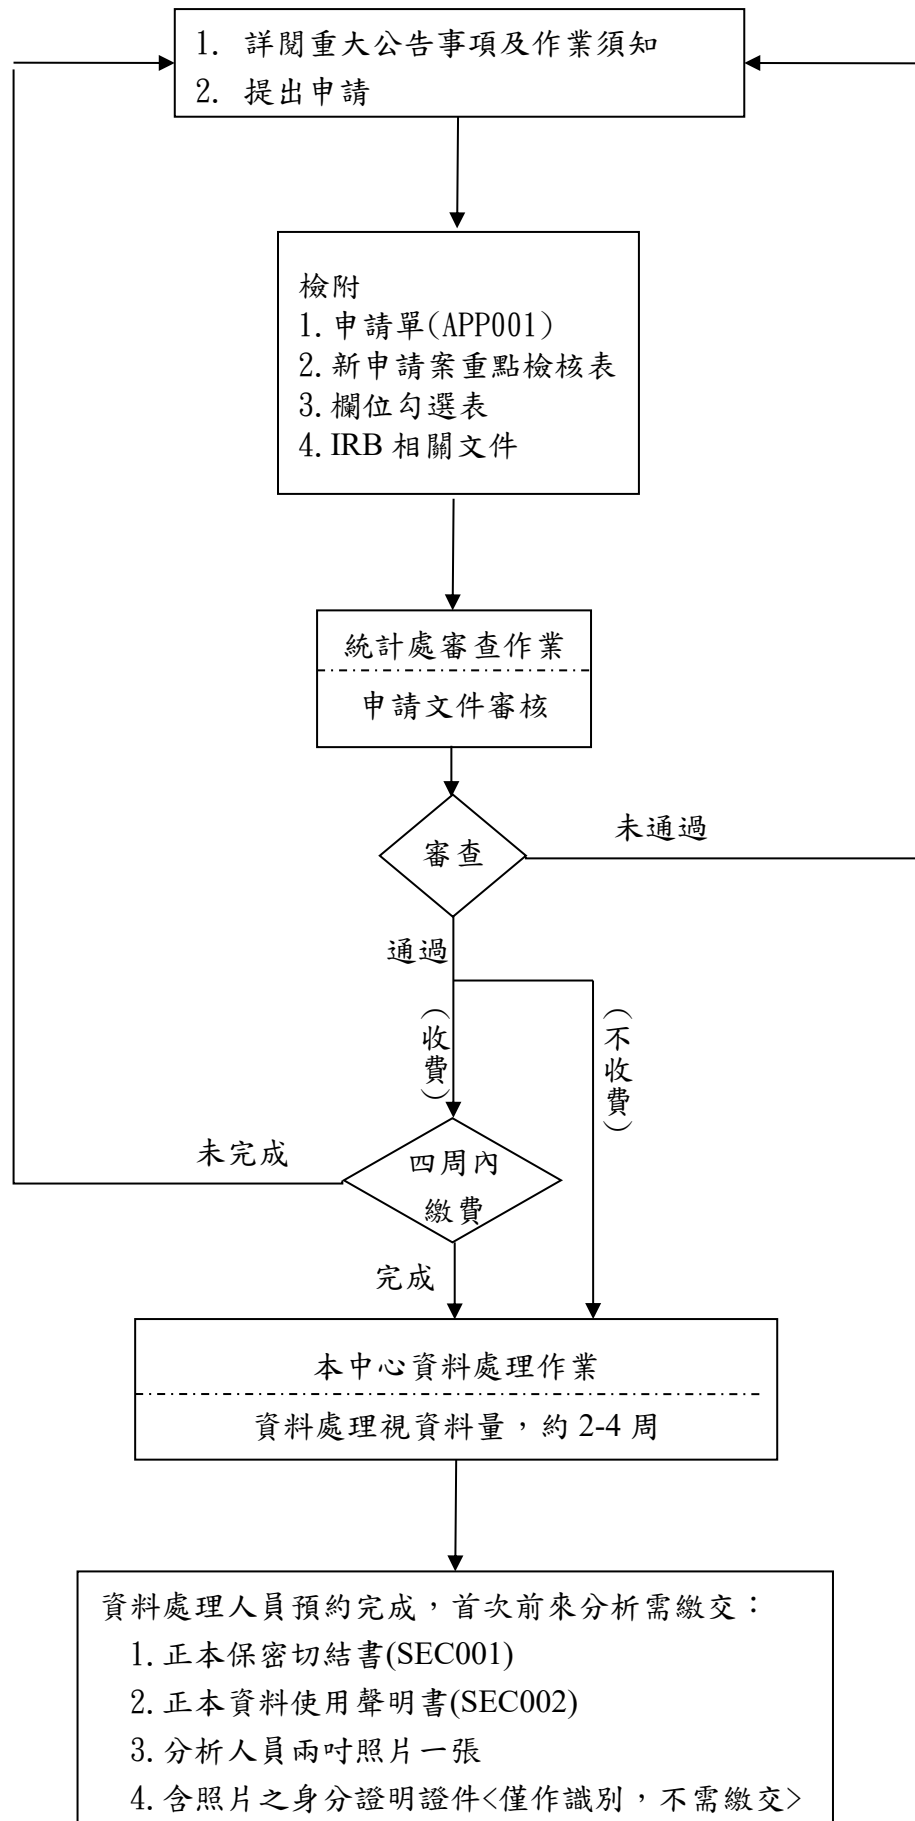 1. 詳閱重大公告事項及作業須知
2. 提出申請
檢附
1.申請單(APP001)
2.新申請案重點檢核表
3.欄位勾選表
4.IRB 相關文件
統計處審查作業
申請文件審核
審查
未通過
通過
(收費)
(不收費)
未完成
四周內
繳費
完成
本中心資料處理作業
資料處理視資料量，約 2-4 周
資料處理人員預約完成，首次前來分析需繳交：
1.正本保密切結書(SEC001)
2.正本資料使用聲明書(SEC002)
3.分析人員兩吋照片一張
4.含照片之身分證明證件<僅作識別，不需繳交>